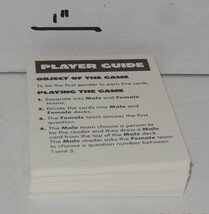 1"
PLAYER GUIDE
OBJECT OF THE GAME
To be the first gender to earn five cards.
PLAYING THE GAME
1. Separate into Male and Female
teams.
2. Divide the cards into Male and
Female decks.
3. The Female team answer the first
question.
4. The Male team choose a person to
be the reader and they draw a Male
card from the top of the Male deck.
The Male reader asks the Female team
to choose a question number between
1 and 3